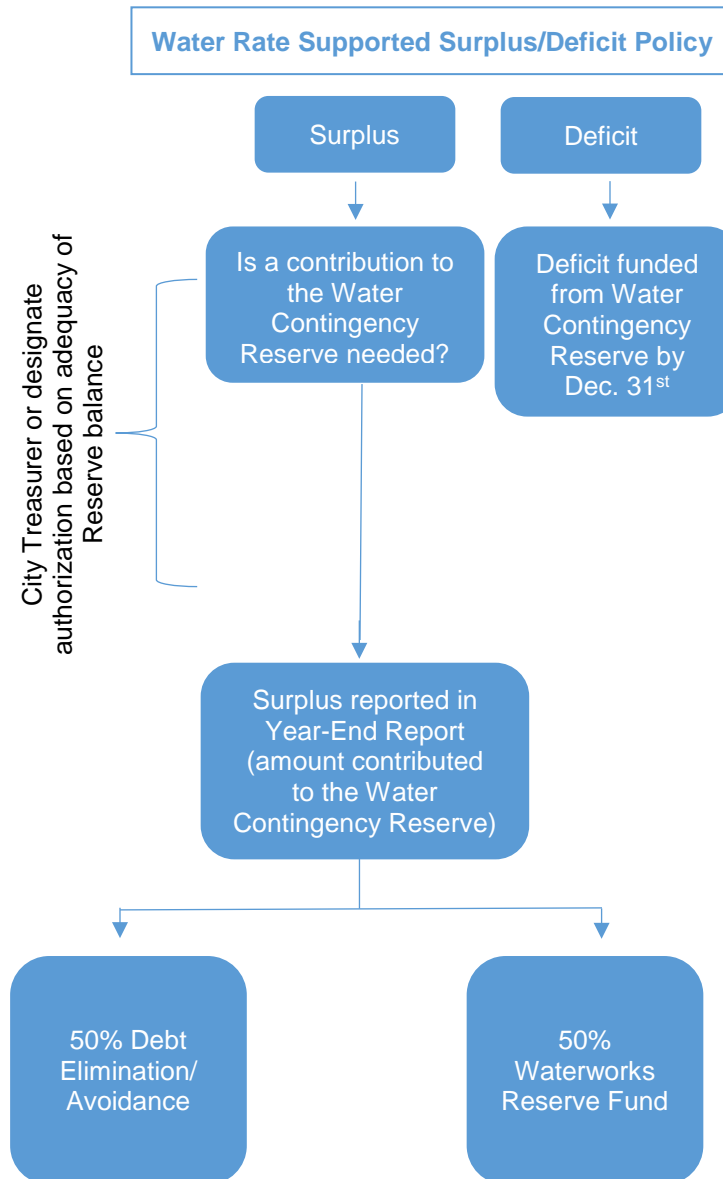 Water Rate Supported Surplus/Deficit Policy
Surplus
Deficit
Is a contribution to
the Water
Contingency
Reserve needed?
Deficit funded
from Water
Contingency
Reserve by
Dec. 31st
City Treasurer or designate
authorization based on adequacy of
Reserve balance
Surplus reported in
Year-End Report
(amount contributed
to the Water
Contingency Reserve)
50% Debt
Elimination/
Avoidance
50%
Waterworks
Reserve Fund